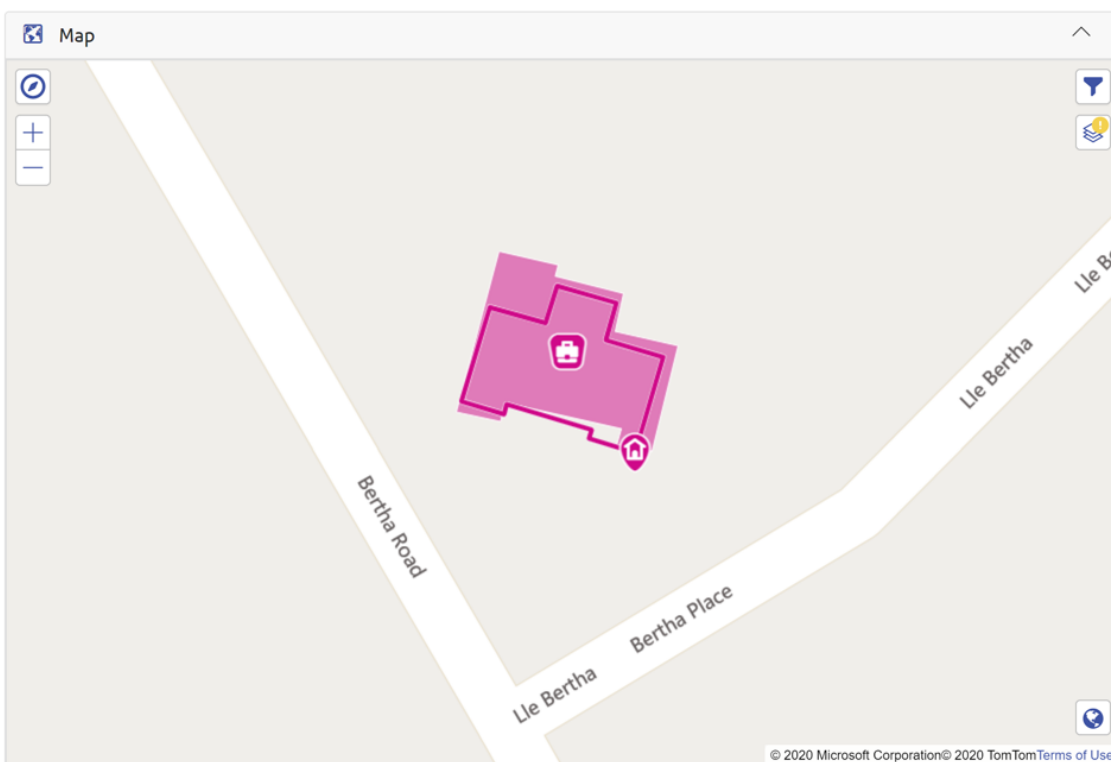 Map
Lle Be
Lle Bertha
Bertha Road
Bertha Place
Lle Bertha
© 2020 Microsoft Corporation© 2020 TomTomTerms of Use